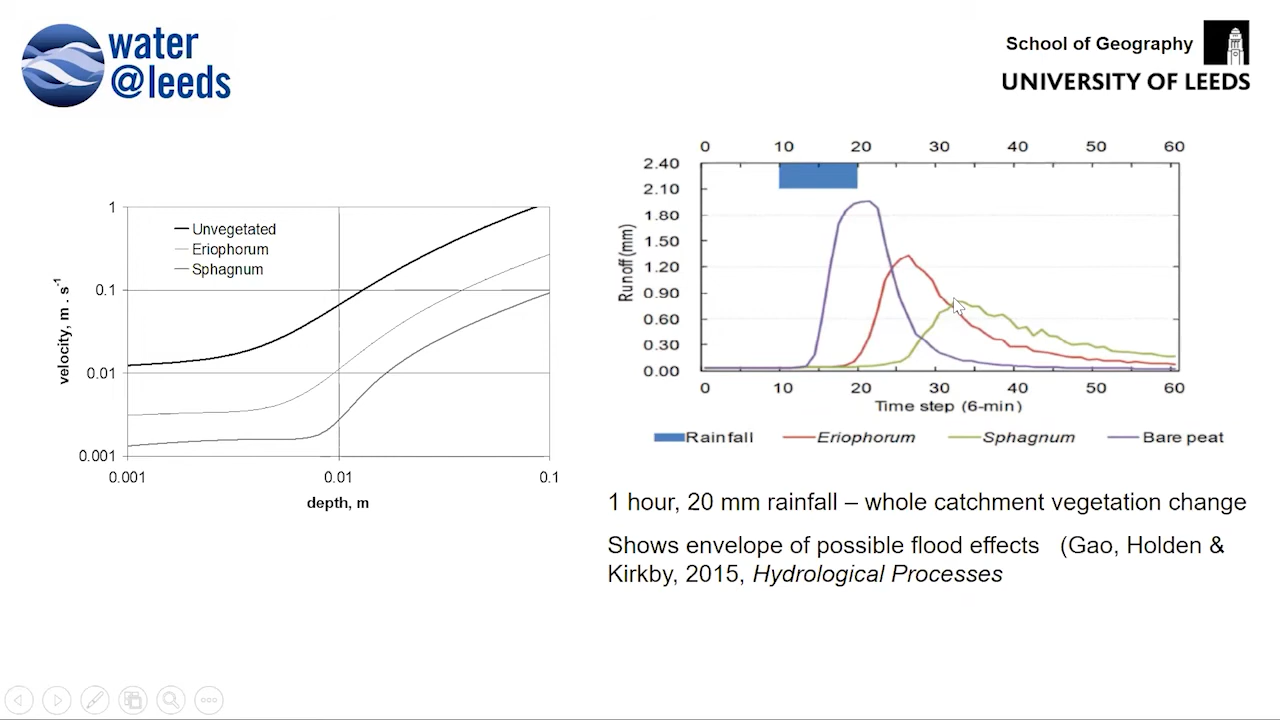 water
@leeds
School of Geography
UNIVERSITY OF LEEDS
1
0.1
0.01
0.001
velocity, m . s⁻¹
Unvegetated
Eriophorum
Sphagnum
0.001 0.01 0.1
depth, m
0 10 20 30 40 50 60
2.40
2.10
1.80
1.50
1.20
0.90
0.60
0.30
0.00
Runoff (mm)
0 10 20 30 40 50 60
Time step (6-min)
Rainfall Eriophorum Sphagnum Bare peat
1 hour, 20 mm rainfall – whole catchment vegetation change
Shows envelope of possible flood effects (Gao, Holden &
Kirkby, 2015, Hydrological Processes